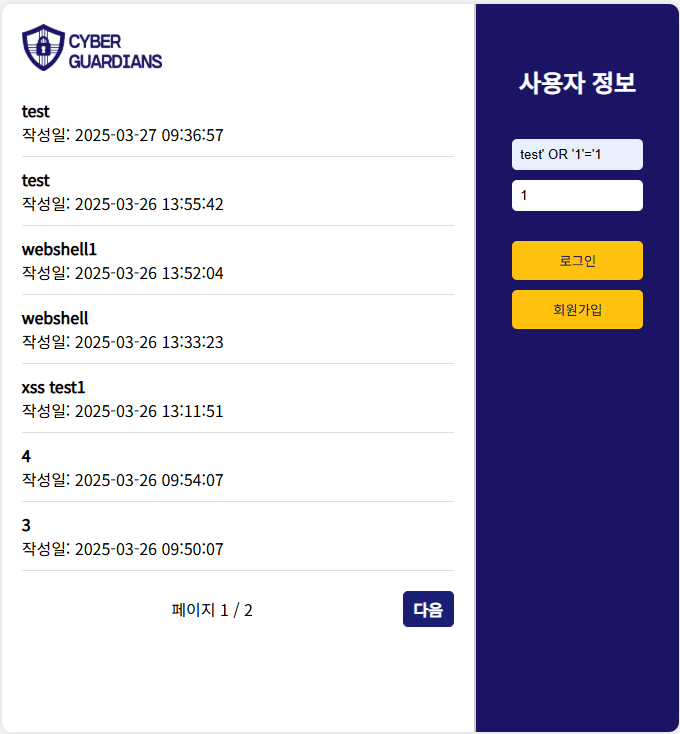 CYBER
GUARDIANS
test
작성일: 2025-03-27 09:36:57
test
작성일: 2025-03-26 13:55:42
webshell1
작성일: 2025-03-26 13:52:04
webshell
작성일: 2025-03-26 13:33:23
xss test1
작성일: 2025-03-26 13:11:51
4
작성일: 2025-03-26 09:54:07
3
작성일: 2025-03-26 09:50:07
페이지 1 / 2
다음
사용자 정보
test' OR '1'='1
1
로그인
회원가입